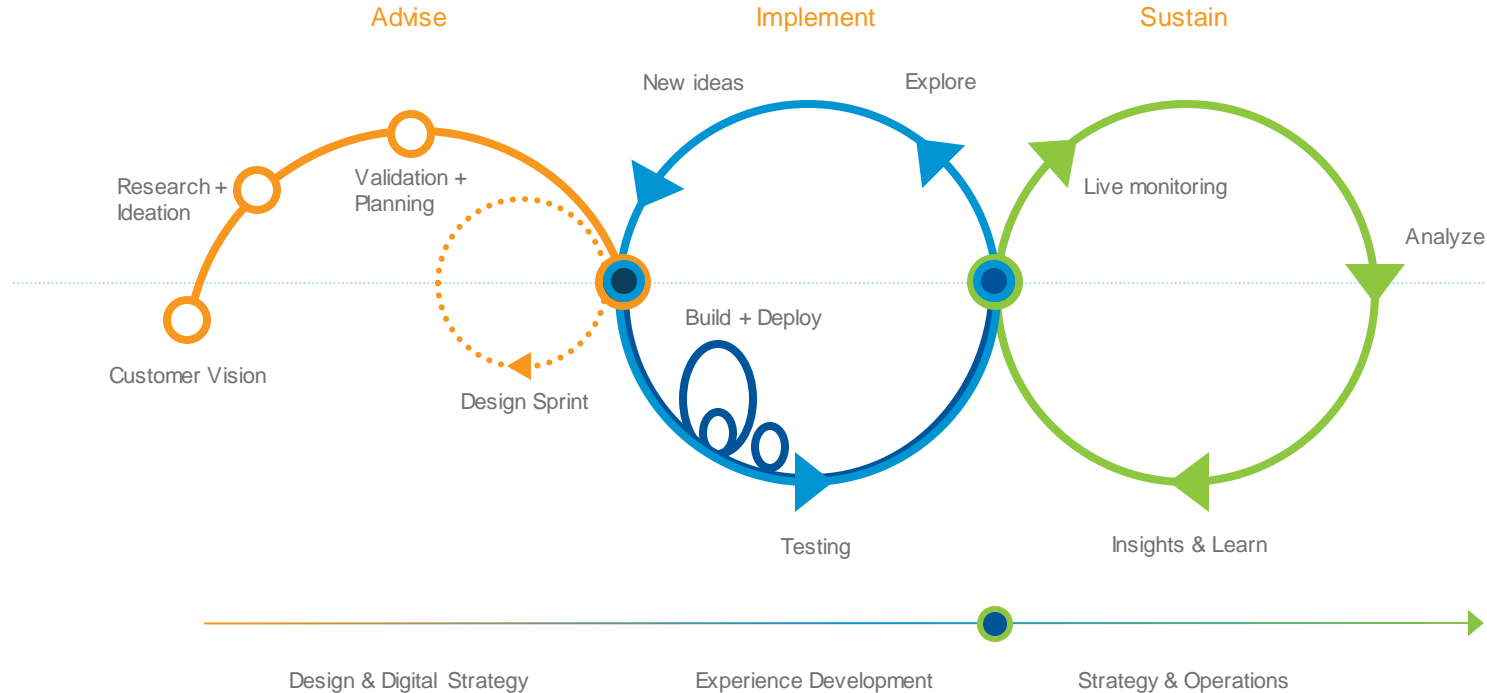 Advise
Implement
Sustain
New ideas
Explore
Research +
Ideation
Validation +
Planning
Live monitoring
Analyze
Build + Deploy
Customer Vision
Design Sprint
Testing
Insights & Learn
Design & Digital Strategy
Experience Development
Strategy & Operations